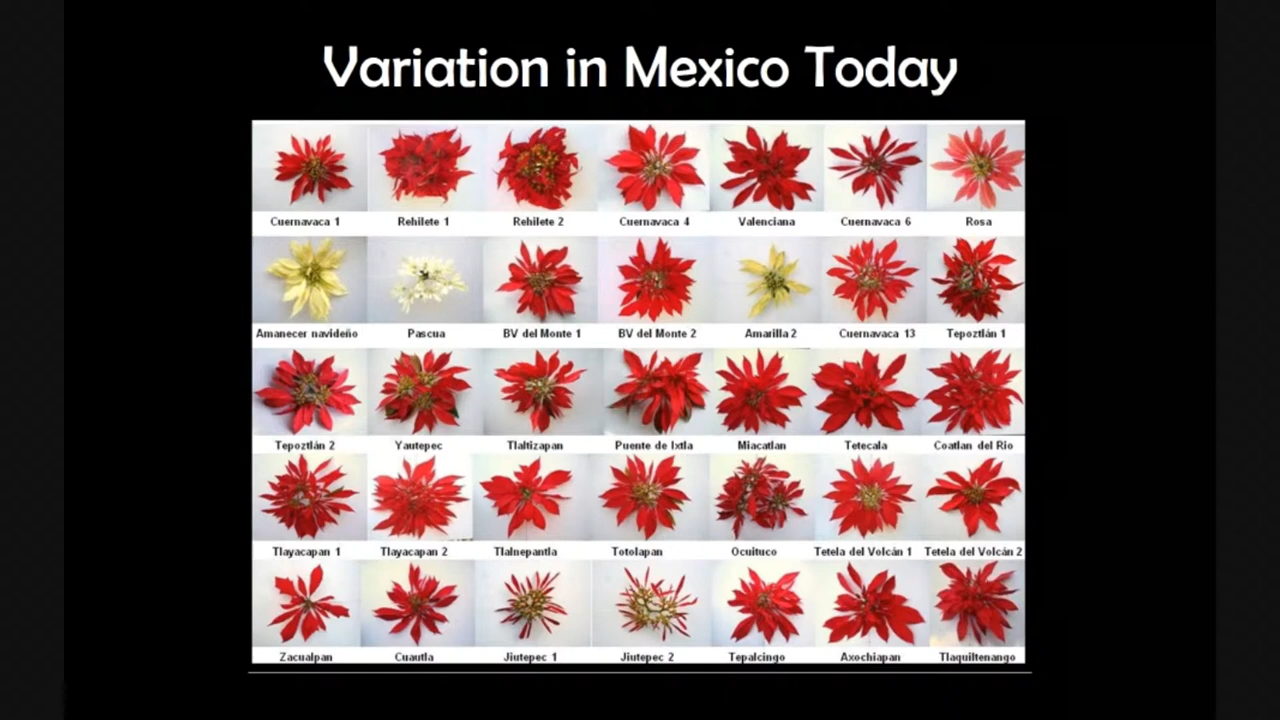 Variation in Mexico Today
Cuernavaca 1 Rehilete 1 Rehilete 2 Cuernavaca 4 Valenciana Cuernavaca 6 Rosa
Amanecer navideño Pascua BV del Monte 1 BV del Monte 2 Amarilla 2 Cuernavaca 13 Tepoztlán 1
Tepoztlán 2 Yautepec Tlaltizapan Puente de Ixtla Miacatlan Tetecala Coatlan del Rio
Tlayacapan 1 Tlayacapan 2 Tlalnepantla Totolapan Ocuituco Tetela del Volcán 1 Tetela del Volcán 2
Zacualpan Cuautla Jiutepec 1 Jiutepec 2 Tepalcingo Axochiapan Tlaquiltenango